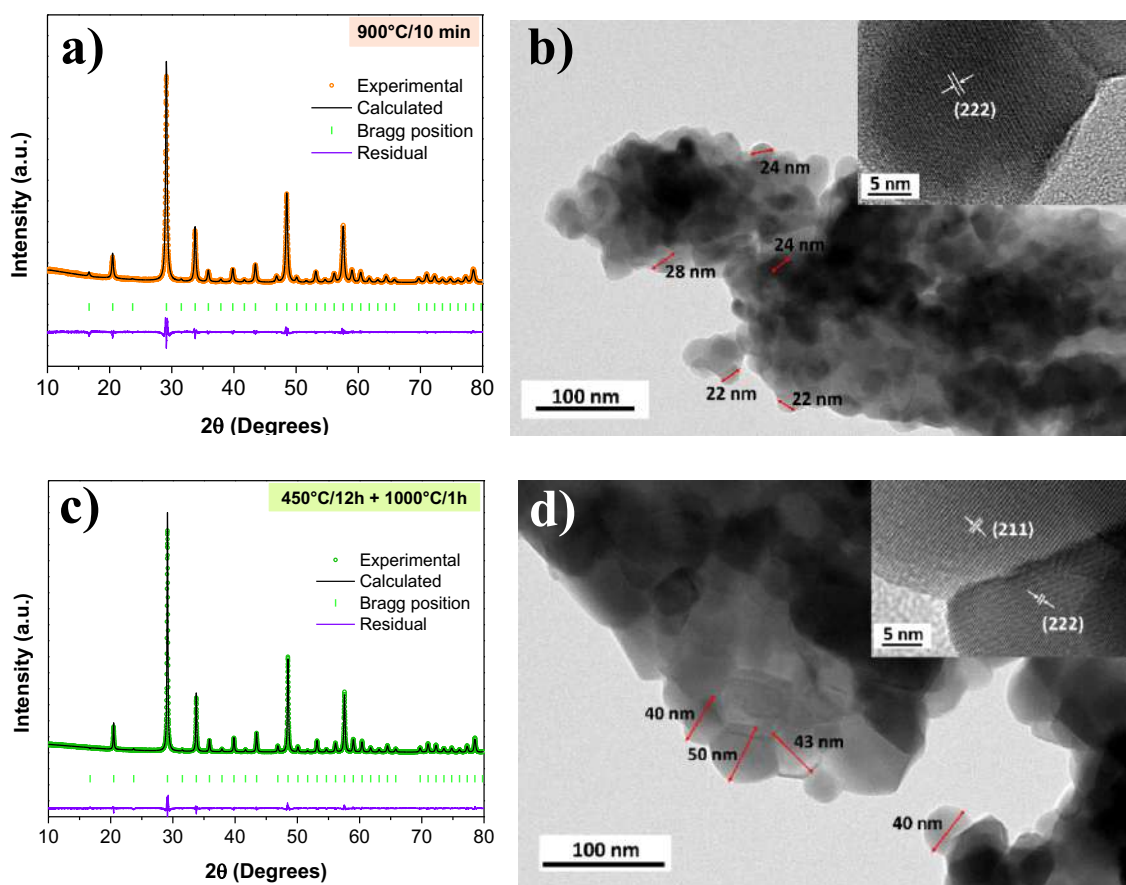 a)
900°C/10 min
Experimental
Calculated
Bragg position
Residual
Intensity (a.u.)
10 20 30 40 50 60 70 80
2θ (Degrees)
b)
(222)
5 nm
24 nm
24 nm
28 nm
22 nm
22 nm
100 nm
c)
450°C/12h + 1000°C/1h
Experimental
Calculated
Bragg position
Residual
Intensity (a.u.)
10 20 30 40 50 60 70 80
2θ (Degrees)
d)
(211)
(222)
5 nm
40 nm
50 nm
43 nm
40 nm
100 nm